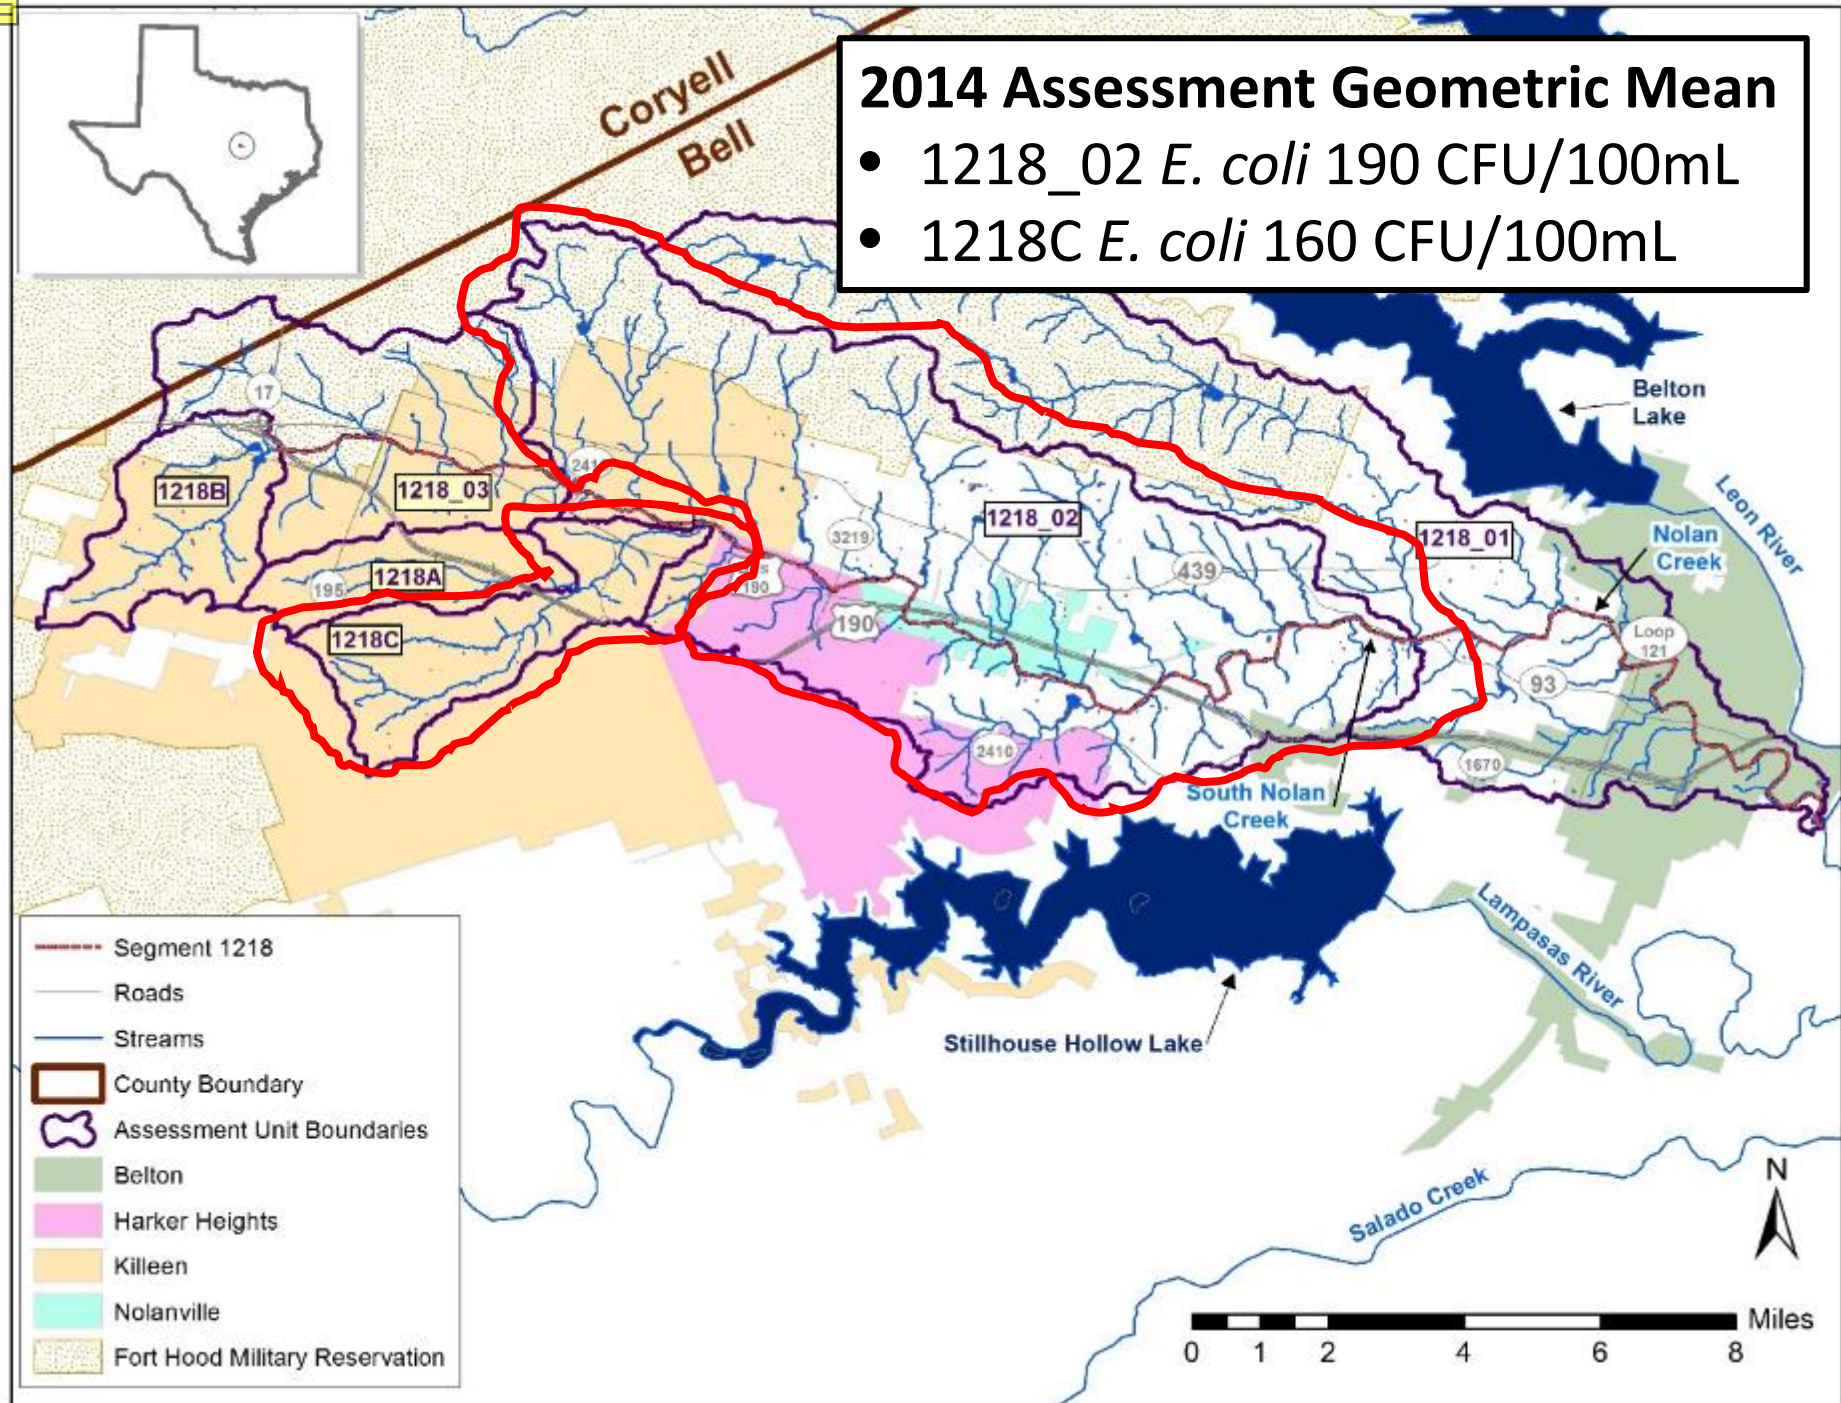 2014 Assessment Geometric Mean
• 1218_02 E. coli 190 CFU/100mL
• 1218C E. coli 160 CFU/100mL
Coryell
Bell
17
Belton
Lake
2410
1218B
1218_03
1218_02
1218_01
Leon River
Nolan
Creek
3219
439
195
1218A
US
190
190
1218C
Loop
121
93
2410
1670
South Nolan
Creek
Lampasas River
Stillhouse Hollow Lake
Salado Creek
Segment 1218
Roads
Streams
County Boundary
Assessment Unit Boundaries
Belton
Harker Heights
Killeen
Nolanville
Fort Hood Military Reservation
N
Miles
0 1 2 4 6 8